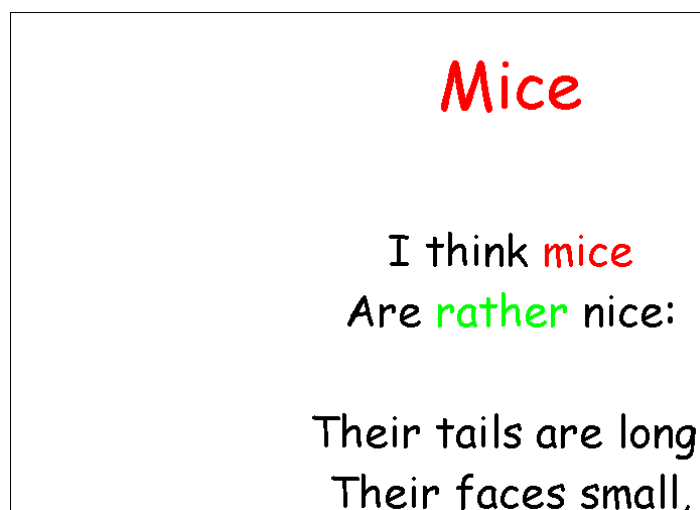 Mice
I think mice
Are rather nice:
Their tails are long
Their faces small,